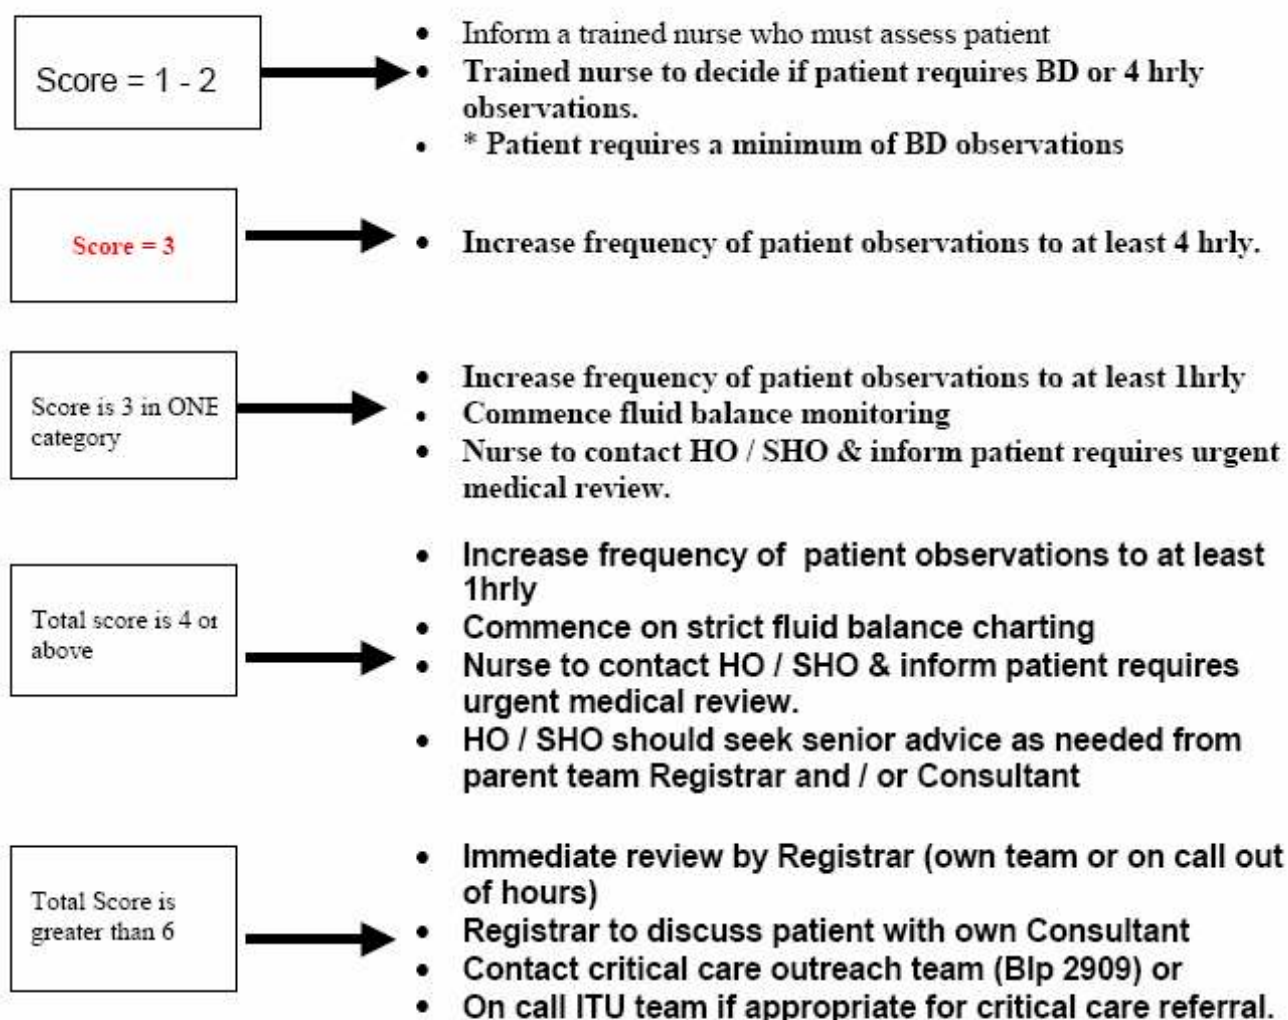 Score = 1 - 2
• Inform a trained nurse who must assess patient
• Trained nurse to decide if patient requires BD or 4 hrly
observations.
• * Patient requires a minimum of BD observations
Score = 3
• Increase frequency of patient observations to at least 4 hrly.
Score is 3 in ONE
category
• Increase frequency of patient observations to at least 1hrly
• Commence fluid balance monitoring
• Nurse to contact HO / SHO & inform patient requires urgent
medical review.
Total score is 4 or
above
• Increase frequency of patient observations to at least
1hrly
• Commence on strict fluid balance charting
• Nurse to contact HO / SHO & inform patient requires
urgent medical review.
• HO / SHO should seek senior advice as needed from
parent team Registrar and / or Consultant
Total Score is
greater than 6
• Immediate review by Registrar (own team or on call out
of hours)
• Registrar to discuss patient with own Consultant
• Contact critical care outreach team (Blp 2909) or
• On call ITU team if appropriate for critical care referral.